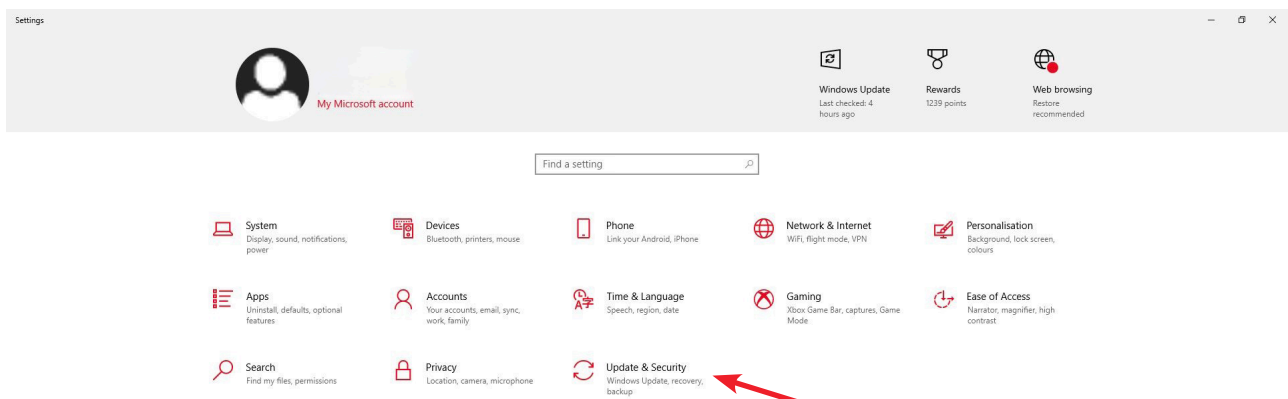 Settings
My Microsoft account
Windows Update
Last checked: 4
hours ago
Rewards
1239 points
Web browsing
Restore
recommended
Find a setting
System
Display, sound, notifications,
power
Devices
Bluetooth, printers, mouse
Phone
Link your Android, iPhone
Network & Internet
WiFi, flight mode, VPN
Personalisation
Background, lock screen,
colours
Apps
Uninstall, defaults, optional
features
Accounts
Your accounts, email, sync,
work, family
Time & Language
Speech, region, date
Gaming
Xbox Game Bar, captures, Game
Mode
Ease of Access
Narrator, magnifier, high
contrast
Search
Find my files, permissions
Privacy
Location, camera, microphone
Update & Security
Windows Update, recovery,
backup